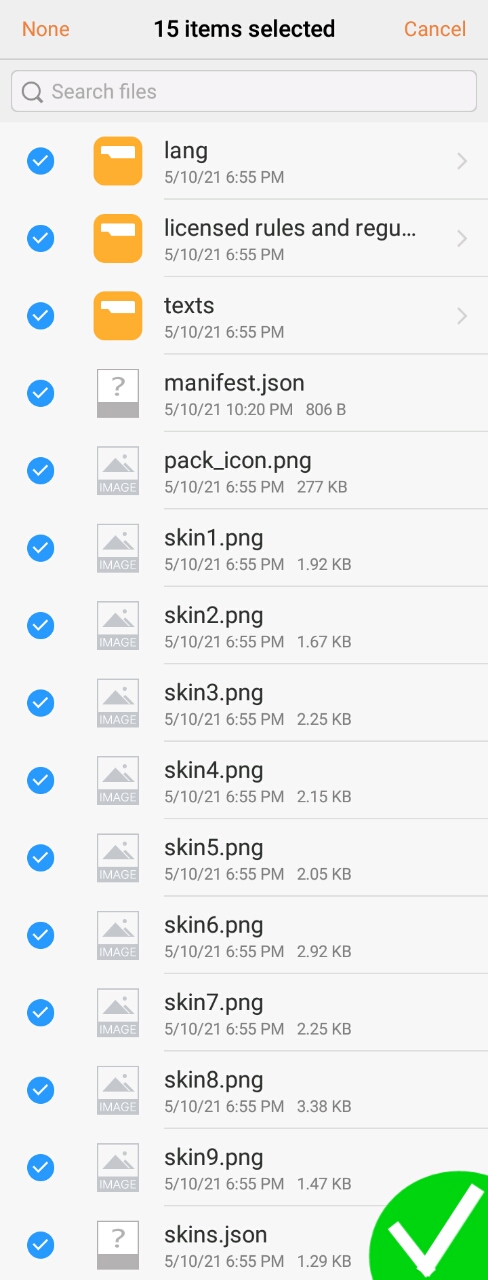 None 15 items selected Cancel
Search files
lang
5/10/21 6:55 PM
licensed rules and regu...
5/10/21 6:55 PM
texts
5/10/21 6:55 PM
?
manifest.json
5/10/21 10:20 PM 806 B
pack_icon.png
IMAGE
5/10/21 6:55 PM 277 KB
skin1.png
IMAGE
5/10/21 6:55 PM 1.92 KB
skin2.png
IMAGE
5/10/21 6:55 PM 1.67 KB
skin3.png
IMAGE
5/10/21 6:55 PM 2.25 KB
skin4.png
IMAGE
5/10/21 6:55 PM 2.15 KB
skin5.png
IMAGE
5/10/21 6:55 PM 2.05 KB
skin6.png
IMAGE
5/10/21 6:55 PM 2.92 KB
skin7.png
IMAGE
5/10/21 6:55 PM 2.25 KB
skin8.png
IMAGE
5/10/21 6:55 PM 3.38 KB
skin9.png
IMAGE
5/10/21 6:55 PM 1.47 KB
?
skins.json
5/10/21 6:55 PM 1.29 KB